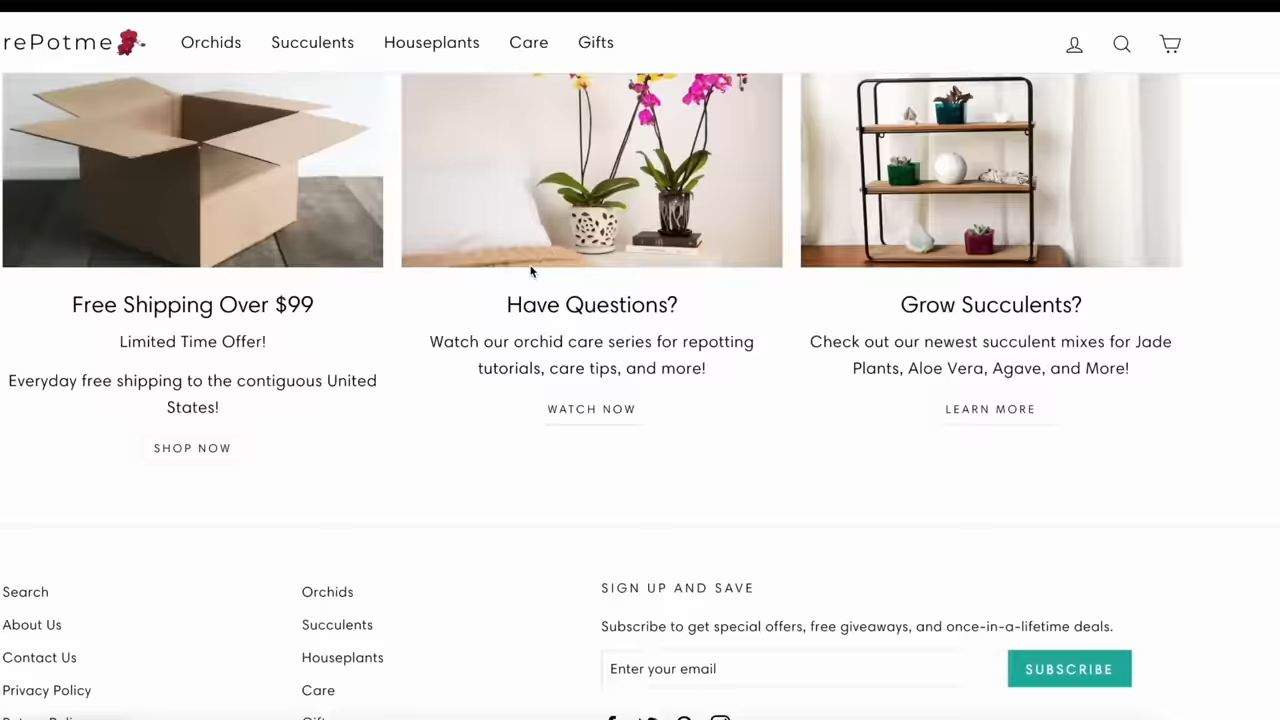 rePotme
Orchids
Succulents
Houseplants
Care
Gifts
Free Shipping Over $99
Limited Time Offer!
Everyday free shipping to the contiguous United
States!
SHOP NOW
Have Questions?
Watch our orchid care series for repotting
tutorials, care tips, and more!
WATCH NOW
Grow Succulents?
Check out our newest succulent mixes for Jade
Plants, Aloe Vera, Agave, and More!
LEARN MORE
Search
About Us
Contact Us
Privacy Policy
Orchids
Succulents
Houseplants
Care
SIGN UP AND SAVE
Subscribe to get special offers, free giveaways, and once-in-a-lifetime deals.
Enter your email
SUBSCRIBE